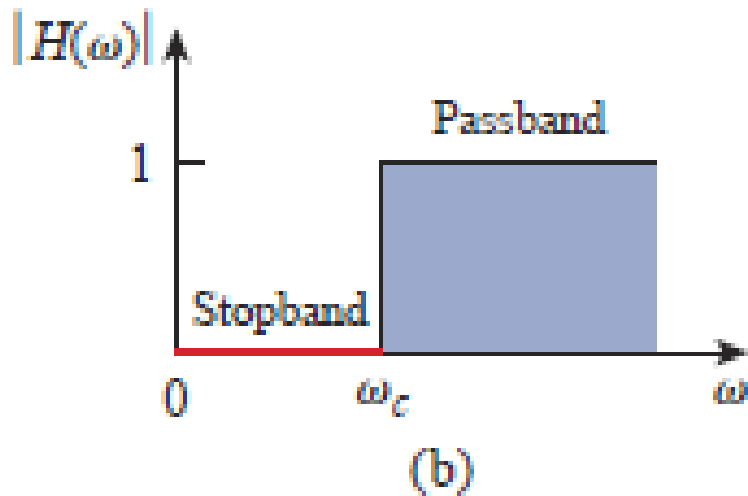 |H(ω)|
Passband
1
Stopband
0
ω_c
ω
(b)